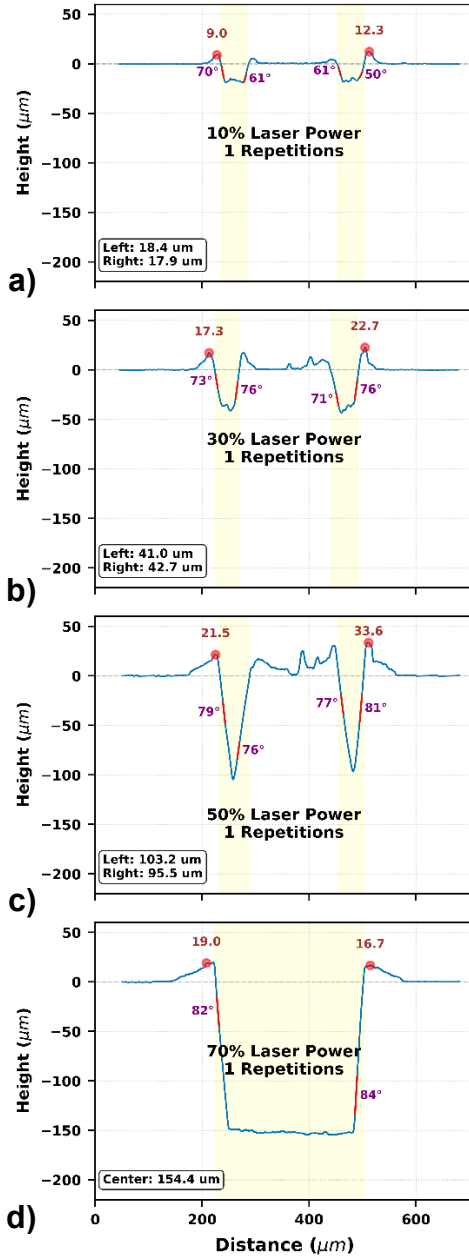 50
9.0
12.3
0
70°
61°
61°
50°
−50
10% Laser Power
1 Repetitions
−100
−150
−200
Height (μm)
Left: 18.4 um
Right: 17.9 um
a)
50
17.3
22.7
0
73°
76°
71°
76°
−50
30% Laser Power
1 Repetitions
−100
−150
−200
Height (μm)
Left: 41.0 um
Right: 42.7 um
b)
50
21.5
33.6
0
79°
76°
77°
81°
−50
−100
50% Laser Power
1 Repetitions
−150
−200
Height (μm)
Left: 103.2 um
Right: 95.5 um
c)
50
19.0
16.7
0
82°
−50
70% Laser Power
1 Repetitions
−100
84°
−150
−200
Height (μm)
Center: 154.4 um
d)
0
200
400
600
Distance (μm)